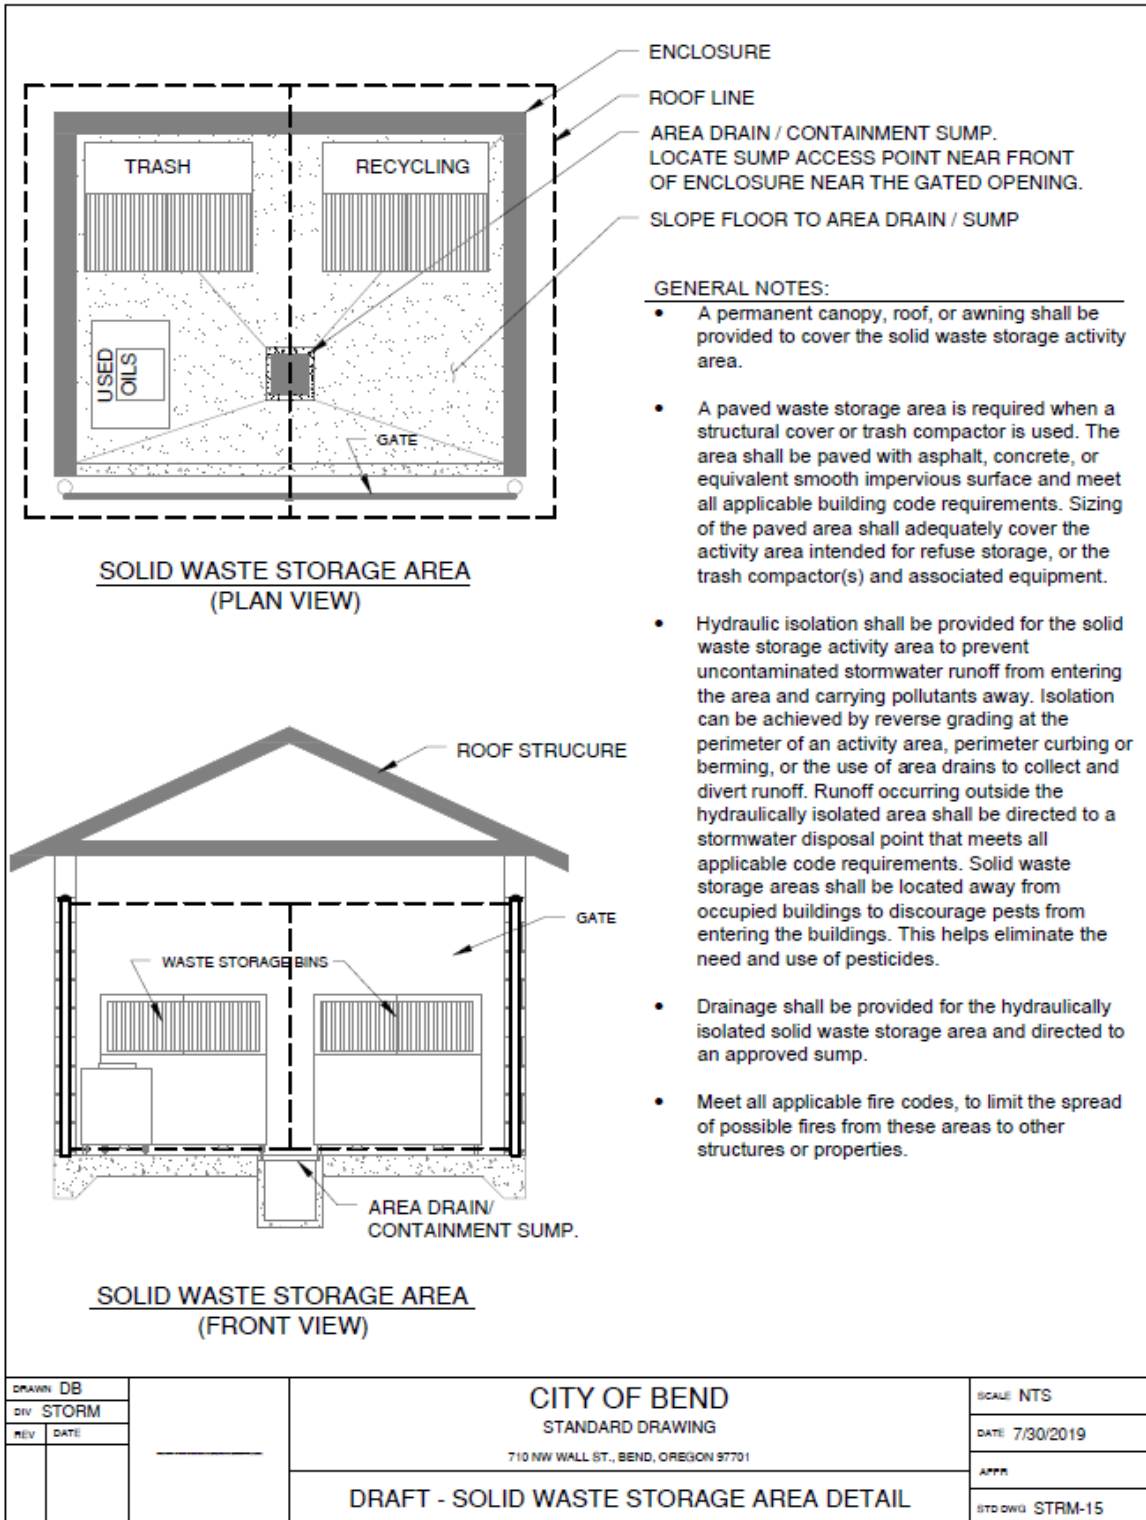 ENCLOSURE
ROOF LINE
AREA DRAIN / CONTAINMENT SUMP.
LOCATE SUMP ACCESS POINT NEAR FRONT
OF ENCLOSURE NEAR THE GATED OPENING.
SLOPE FLOOR TO AREA DRAIN / SUMP
TRASH
RECYCLING
USED
OILS
GATE
SOLID WASTE STORAGE AREA
(PLAN VIEW)
GENERAL NOTES:
• A permanent canopy, roof, or awning shall be
provided to cover the solid waste storage activity
area.
• A paved waste storage area is required when a
structural cover or trash compactor is used. The
area shall be paved with asphalt, concrete, or
equivalent smooth impervious surface and meet
all applicable building code requirements. Sizing
of the paved area shall adequately cover the
activity area intended for refuse storage, or the
trash compactor(s) and associated equipment.
• Hydraulic isolation shall be provided for the solid
waste storage activity area to prevent
uncontaminated stormwater runoff from entering
the area and carrying pollutants away. Isolation
can be achieved by reverse grading at the
perimeter of an activity area, perimeter curbing or
berming, or the use of area drains to collect and
divert runoff. Runoff occurring outside the
hydraulically isolated area shall be directed to a
stormwater disposal point that meets all
applicable code requirements. Solid waste
storage areas shall be located away from
occupied buildings to discourage pests from
entering the buildings. This helps eliminate the
need and use of pesticides.
• Drainage shall be provided for the hydraulically
isolated solid waste storage area and directed to
an approved sump.
• Meet all applicable fire codes, to limit the spread
of possible fires from these areas to other
structures or properties.
ROOF STRUCURE
GATE
WASTE STORAGE BINS
AREA DRAIN/
CONTAINMENT SUMP.
SOLID WASTE STORAGE AREA
(FRONT VIEW)
DRAWN DB
DIV STORM
REV DATE
CITY OF BEND
STANDARD DRAWING
710 NW WALL ST., BEND, OREGON 97701
DRAFT - SOLID WASTE STORAGE AREA DETAIL
SCALE NTS
DATE 7/30/2019
APPR
STD DWG STRM-15